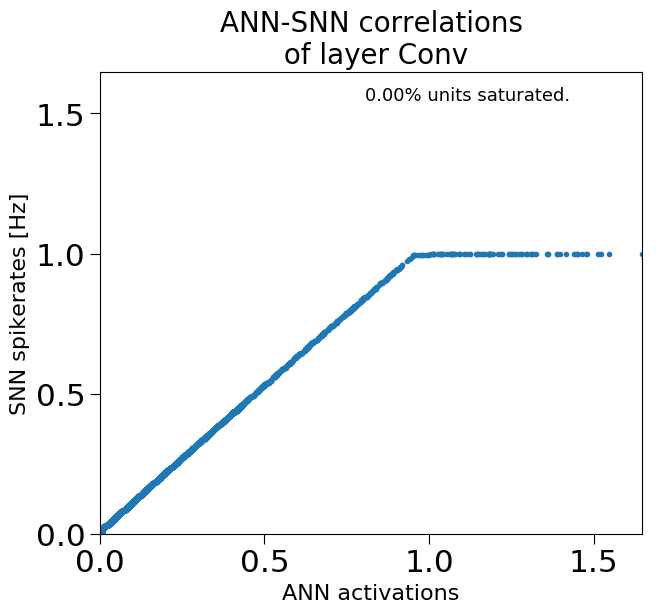 ANN-SNN correlations
of layer Conv
0.00% units saturated.
1.5
1.0
0.5
0.0
SNN spikerates [Hz]
0.0 0.5 1.0 1.5
ANN activations